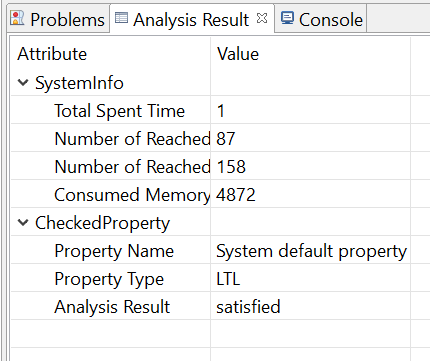 Problems Analysis Result Console
Attribute Value
SystemInfo
Total Spent Time 1
Number of Reached 87
Number of Reached 158
Consumed Memory 4872
CheckedProperty
Property Name System default property
Property Type LTL
Analysis Result satisfied